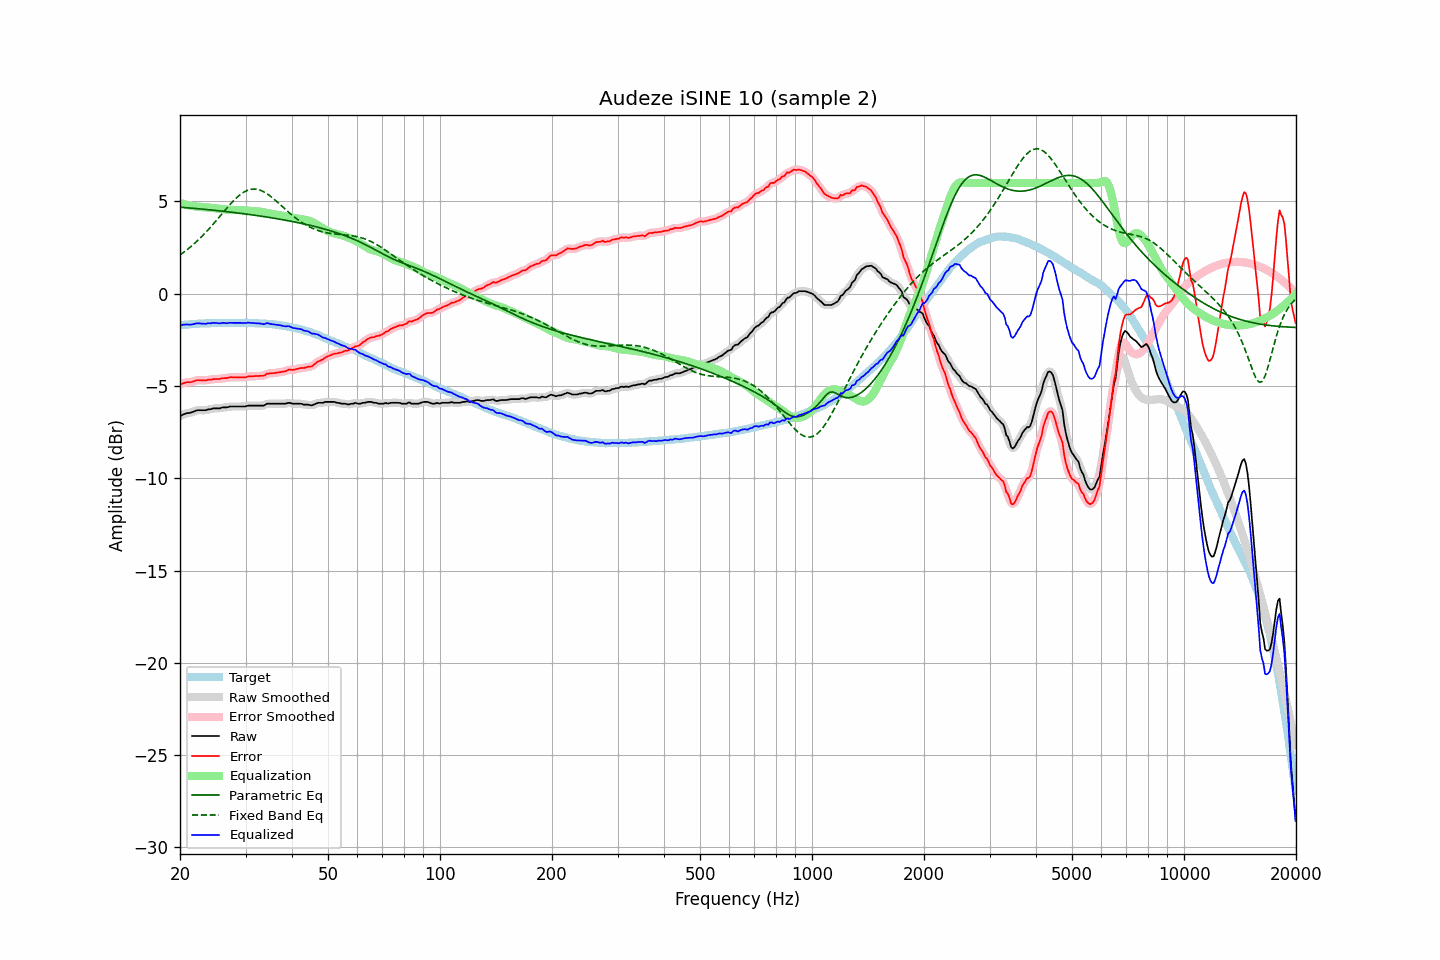 Audeze iSINE 10 (sample 2)
Amplitude (dBr)
5
0
−5
−10
−15
−20
−25
−30
Target
Raw Smoothed
Error Smoothed
Raw
Error
Equalization
Parametric Eq
Fixed Band Eq
Equalized
20 50 100 200 500 1000 2000 5000 10000 20000
Frequency (Hz)